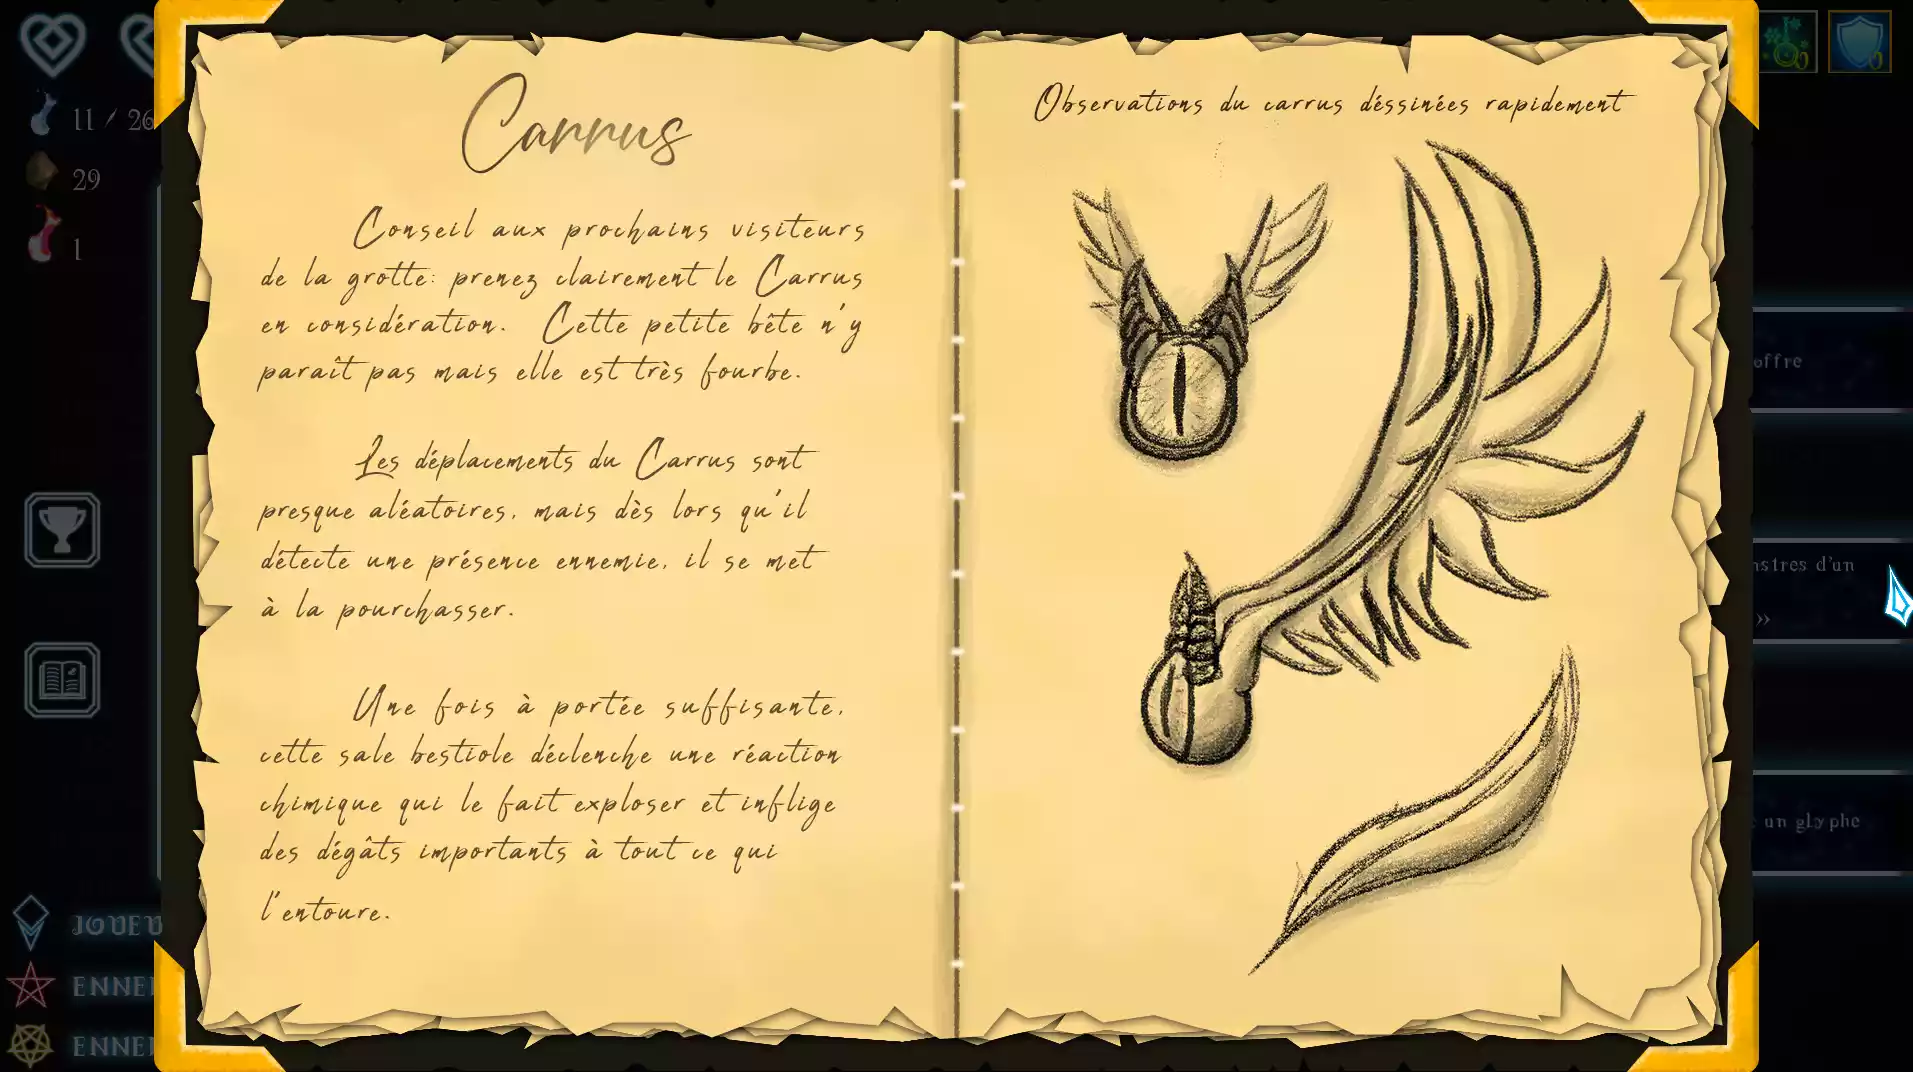 11 / 26
29
1
Carrus
Conseil aux prochains visiteurs
de la grotte: prenez clairement le Carrus
en considération. Cette petite bête n'y
paraît pas mais elle est très fourbe.
Les déplacements du Carrus sont
presque aléatoires, mais dès lors qu'il
détecte une présence ennemie, il se met
à la pourchasser.
Une fois à portée suffisante,
cette sale bestiole déclenche une réaction
chimique qui le fait exploser et inflige
des dégâts importants à tout ce qui
l'entoure.
Observations du carrus déssinées rapidement
0
0
offre
nstres d'un
»
un glyphe
JOUEU
ENNE
ENNE